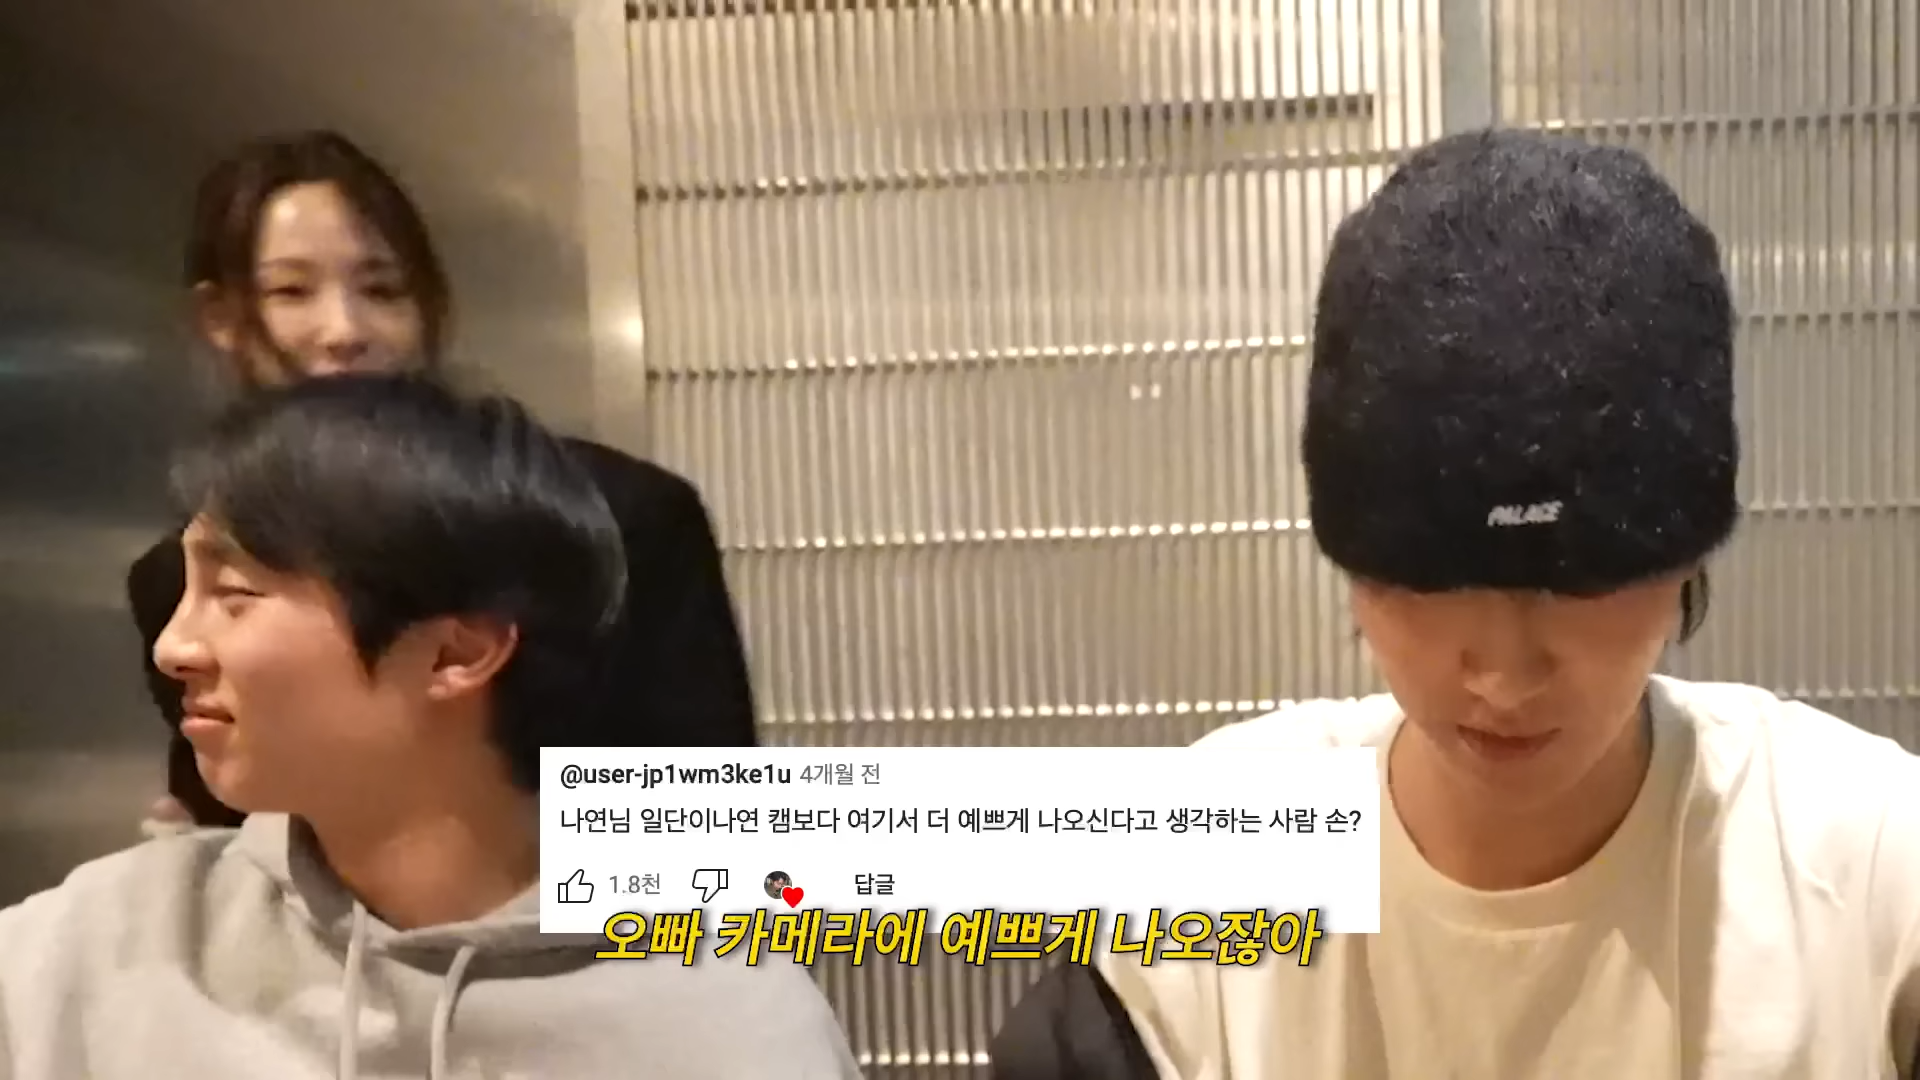 PALACE
@user-jp1wm3ke1u 4개월 전
나연님 일단이나연 캠보다 여기서 더 예쁘게 나오신다고 생각하는 사람 손?
1.8천 답글
오빠 카메라에 예쁘게 나오잖아